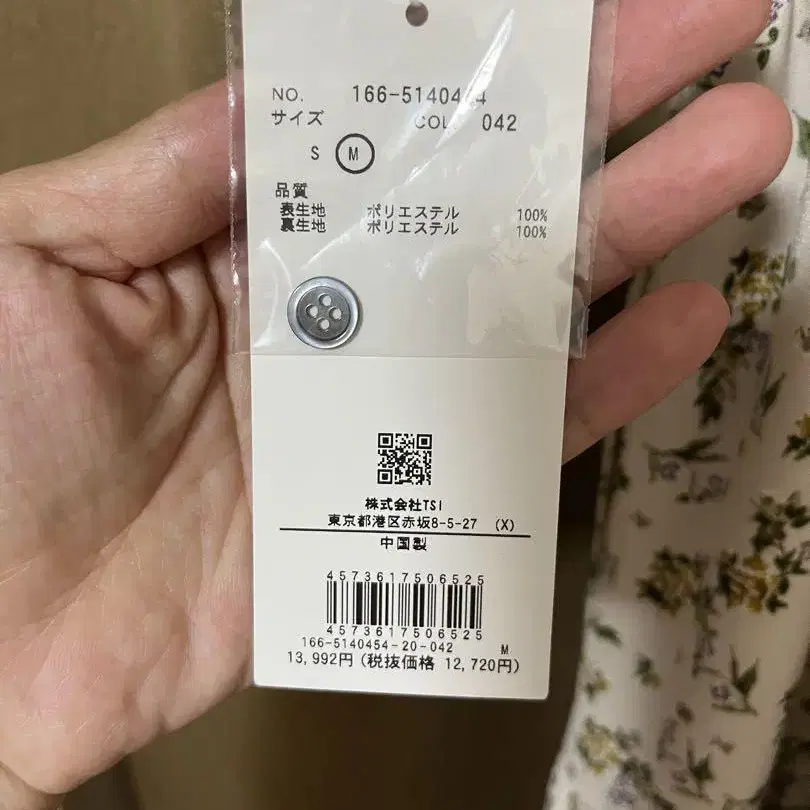 NO. 166-5140454
サイズ COL. 042
S M
品質
表生地 ポリエステル 100%
裏生地 ポリエステル 100%
株式会社TSI
東京都港区赤坂8-5-27 (X)
中国製
4573617506525
4573617506525
166-5140454-20-042 M
13,992円 (税抜価格 12,720円)